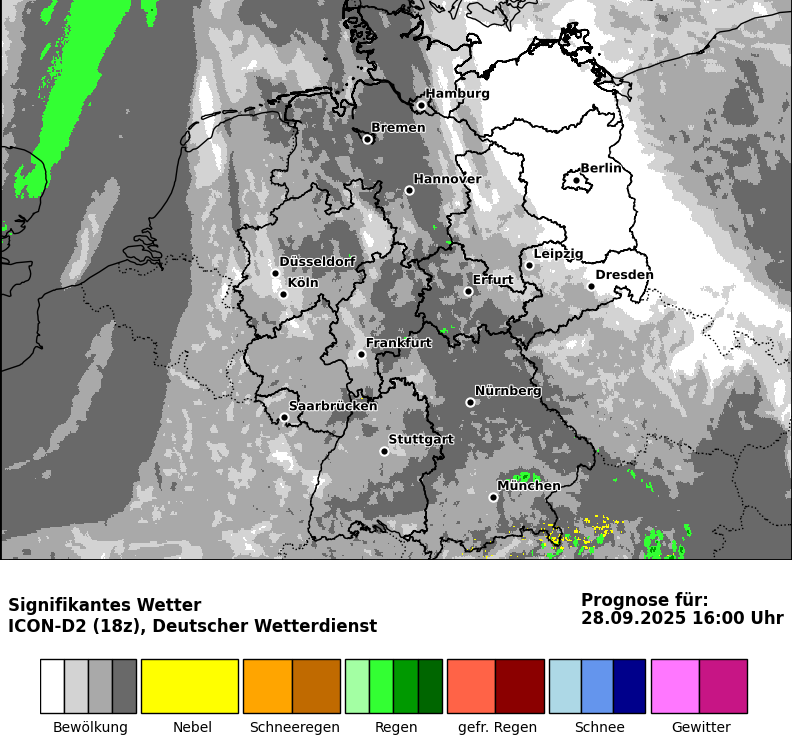 Hamburg
Bremen
Berlin
Hannover
Leipzig
Düsseldorf
Dresden
Köln
Erfurt
Frankfurt
Nürnberg
Saarbrücken
Stuttgart
München
Signifikantes Wetter
ICON-D2 (18z), Deutscher Wetterdienst
Prognose für:
28.09.2025 16:00 Uhr
Bewölkung Nebel Schneeregen Regen gefr. Regen Schnee Gewitter